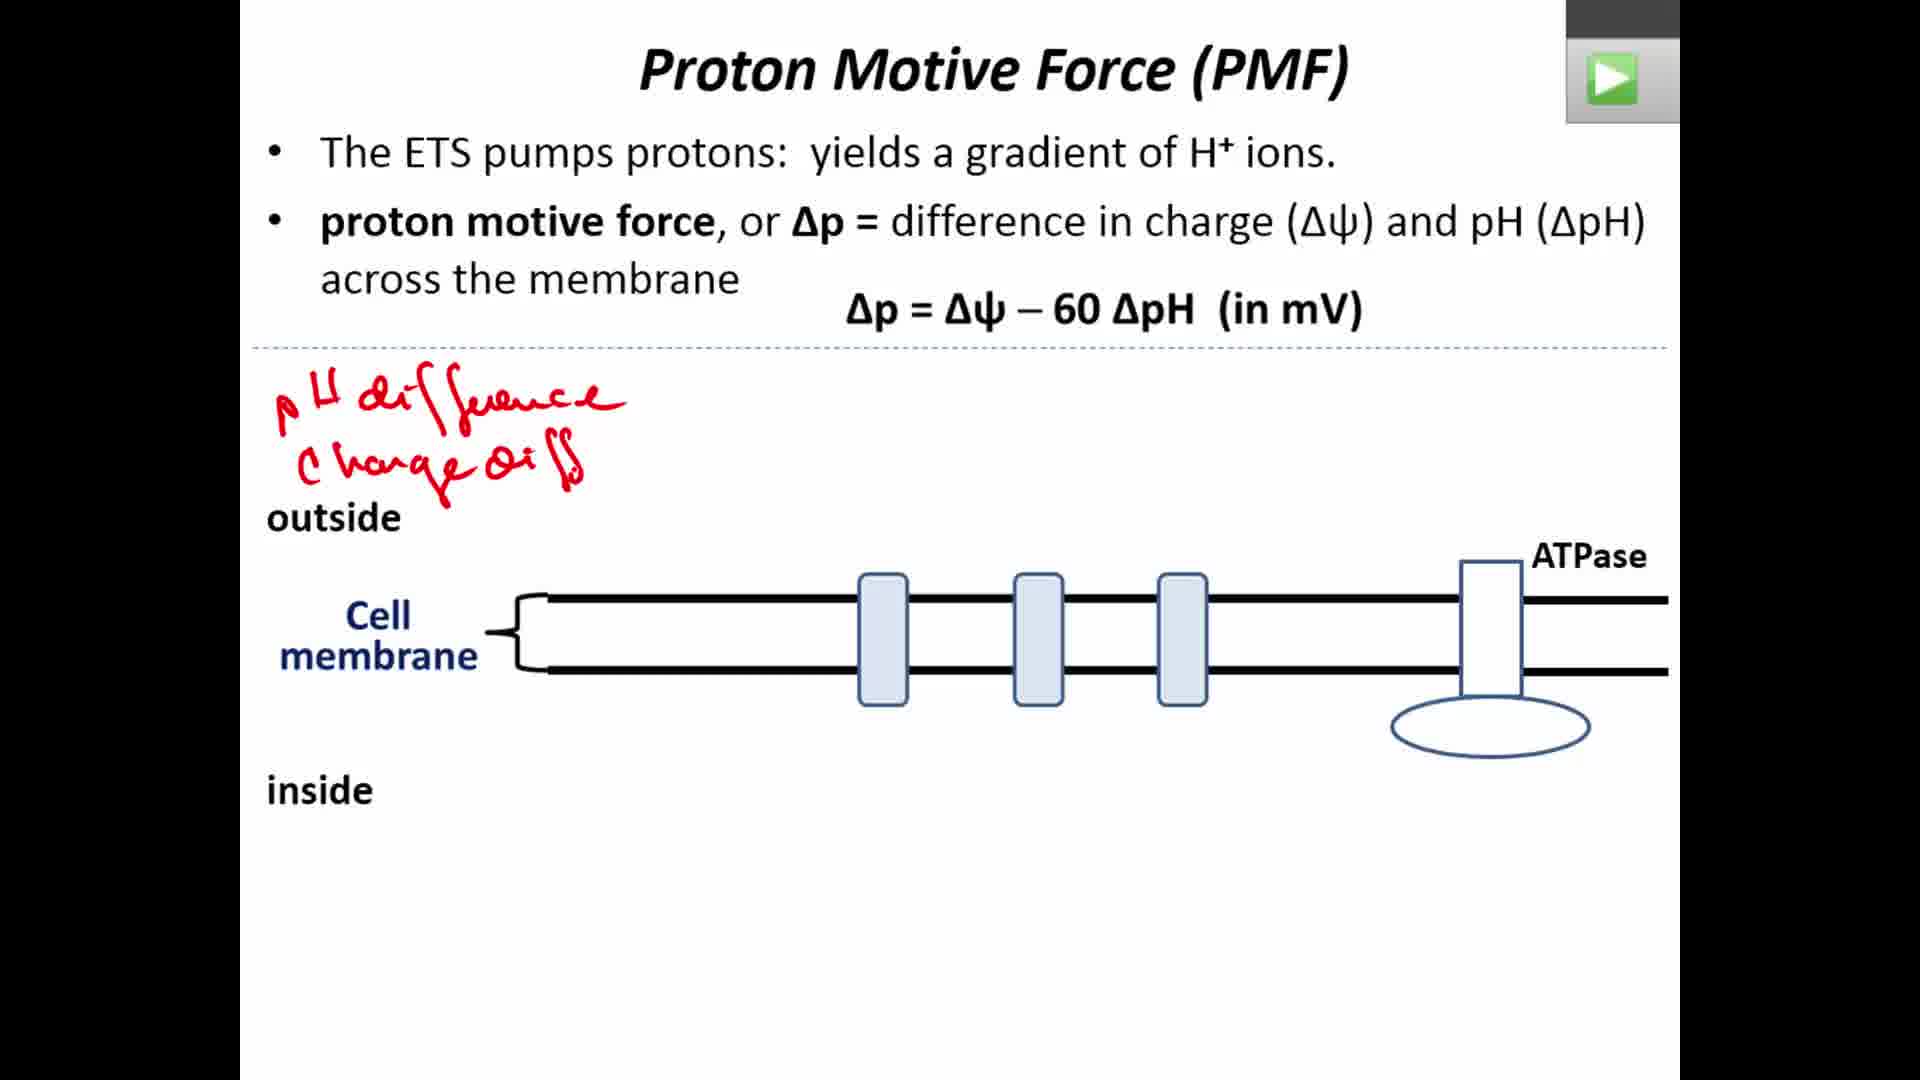 Proton Motive Force (PMF)
• The ETS pumps protons: yields a gradient of H⁺ ions.
• proton motive force, or Δp = difference in charge (Δψ) and pH (ΔpH)
across the membrane
Δp = Δψ – 60 ΔpH (in mV)
pH difference
Charge diff
outside
ATPase
Cell
membrane
inside